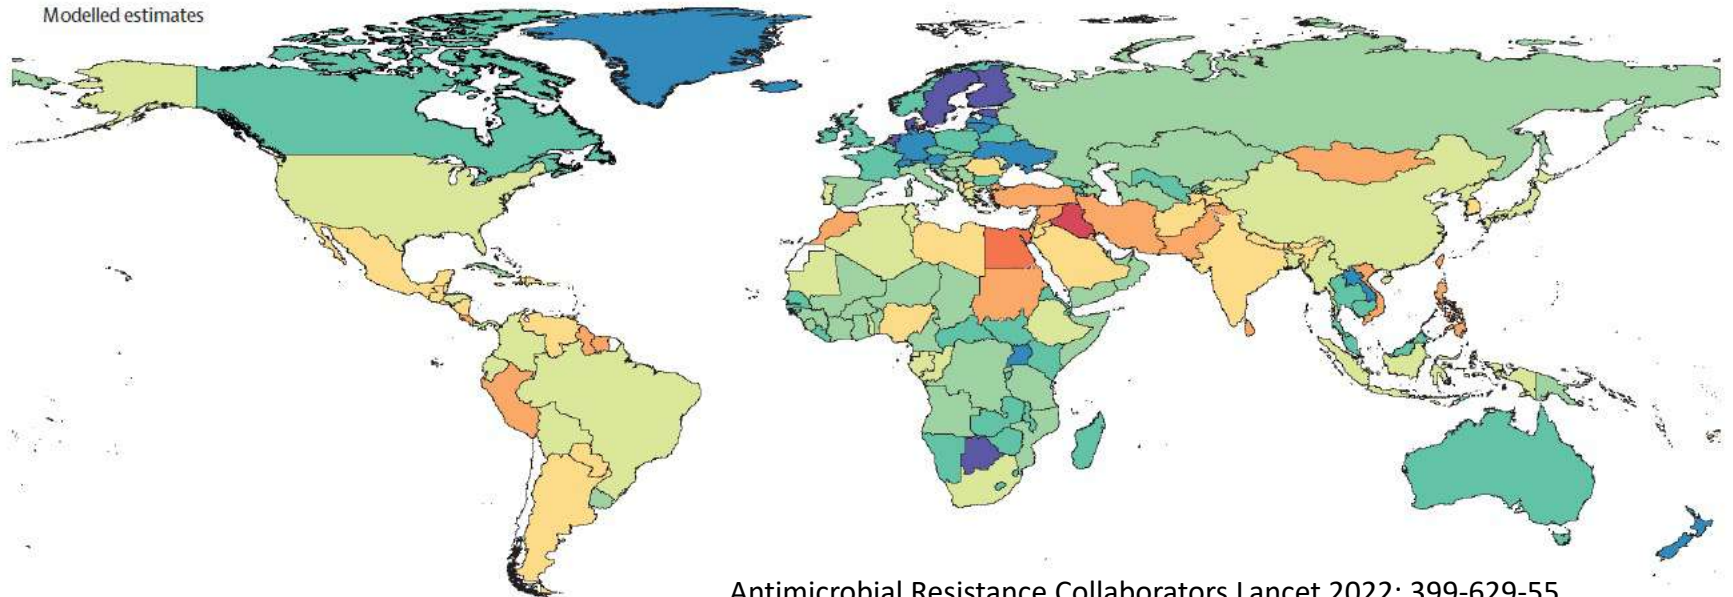 Modelled estimates
Antimicrobial Resistance Collaborators Lancet 2022; 399-629-55